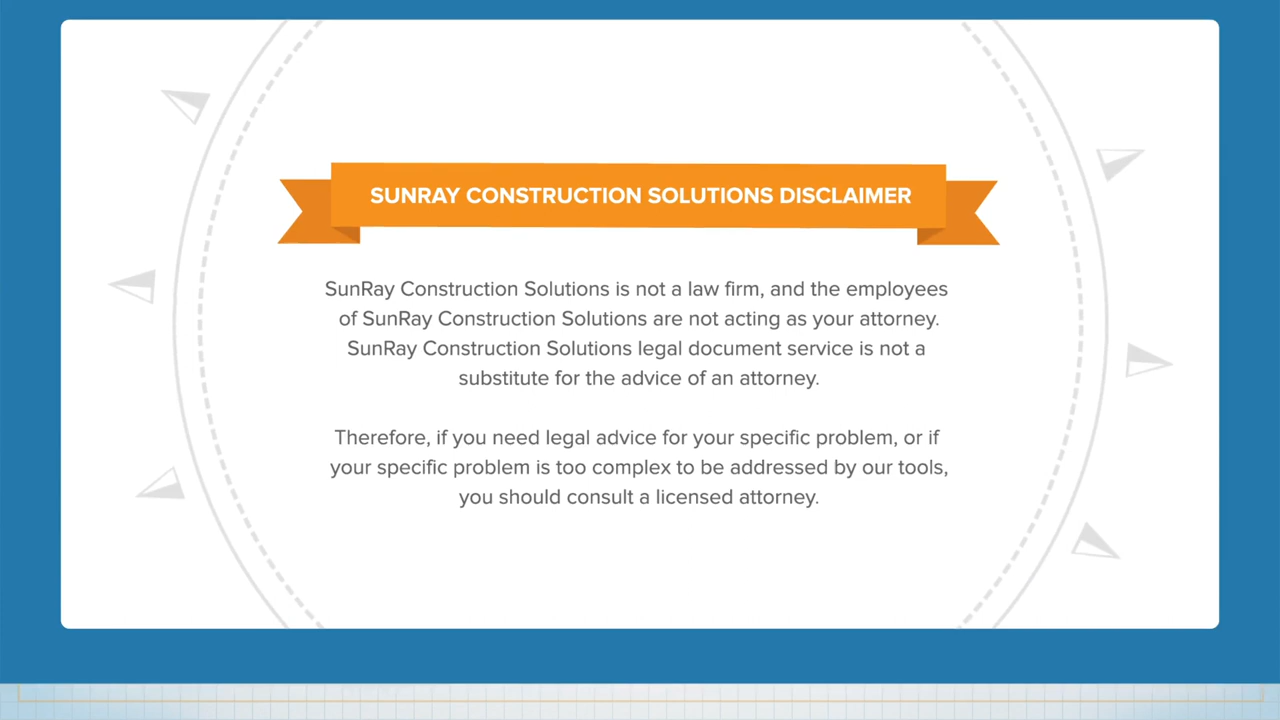 SUNRAY CONSTRUCTION SOLUTIONS DISCLAIMER
SunRay Construction Solutions is not a law firm, and the employees
of SunRay Construction Solutions are not acting as your attorney.
SunRay Construction Solutions legal document service is not a
substitute for the advice of an attorney.
Therefore, if you need legal advice for your specific problem, or if
your specific problem is too complex to be addressed by our tools,
you should consult a licensed attorney.